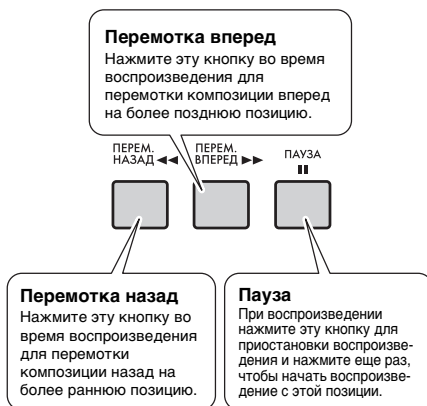 Перемотка вперед
Нажмите эту кнопку во время
воспроизведения для
перемотки композиции вперед
на более позднюю позицию.
ПЕРЕМ.
НАЗАД ◄◄
ПЕРЕМ.
ВПЕРЕД ►►
ПАУЗА
Перемотка назад
Нажмите эту кнопку во
время воспроизведения
для перемотки
композиции назад на
более раннюю позицию.
Пауза
При воспроизведении
нажмите эту кнопку для
приостановки воспроизве-
дения и нажмите еще раз,
чтобы начать воспроизве-
дение с этой позиции.